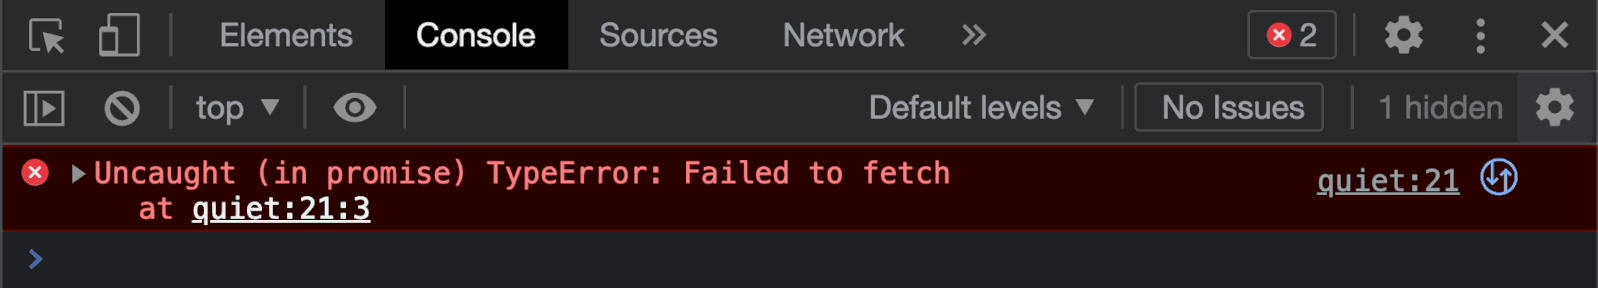 Elements Console Sources Network » 2
top ▼ Default levels ▼ No Issues 1 hidden
Uncaught (in promise) TypeError: Failed to fetch quiet:21
at quiet:21:3